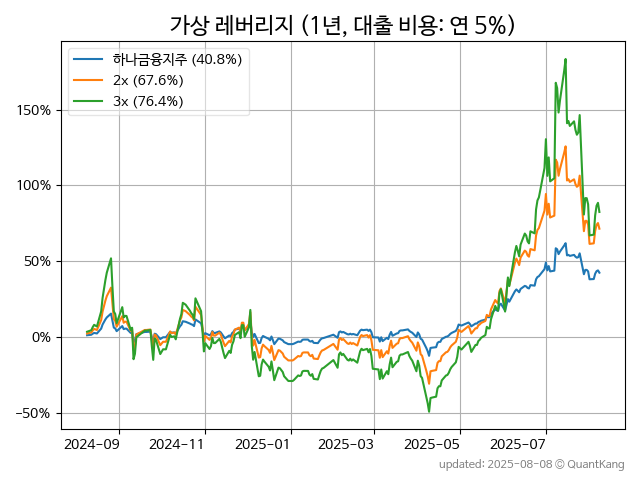 가상 레버리지 (1년, 대출 비용: 연 5%)
하나금융지주 (40.8%)
2x (67.6%)
3x (76.4%)
150%
100%
50%
0%
−50%
2024-09 2024-11 2025-01 2025-03 2025-05 2025-07
updated: 2025-08-08 © QuantKang